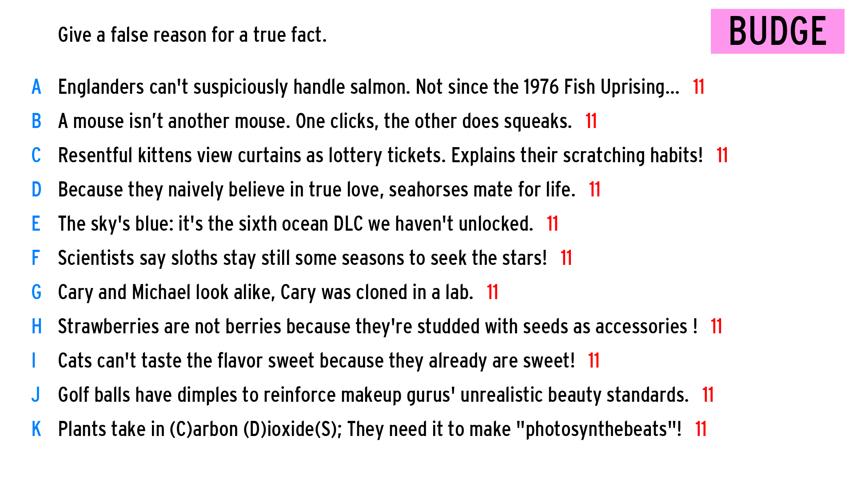 Give a false reason for a true fact.
BUDGE
A Englanders can't suspiciously handle salmon. Not since the 1976 Fish Uprising... 11
B A mouse isn’t another mouse. One clicks, the other does squeaks. 11
C Resentful kittens view curtains as lottery tickets. Explains their scratching habits! 11
D Because they naively believe in true love, seahorses mate for life. 11
E The sky's blue: it's the sixth ocean DLC we haven't unlocked. 11
F Scientists say sloths stay still some seasons to seek the stars! 11
G Cary and Michael look alike, Cary was cloned in a lab. 11
H Strawberries are not berries because they're studded with seeds as accessories ! 11
I Cats can't taste the flavor sweet because they already are sweet! 11
J Golf balls have dimples to reinforce makeup gurus' unrealistic beauty standards. 11
K Plants take in (C)arbon (D)ioxide(S); They need it to make "photosynthebeats"! 11